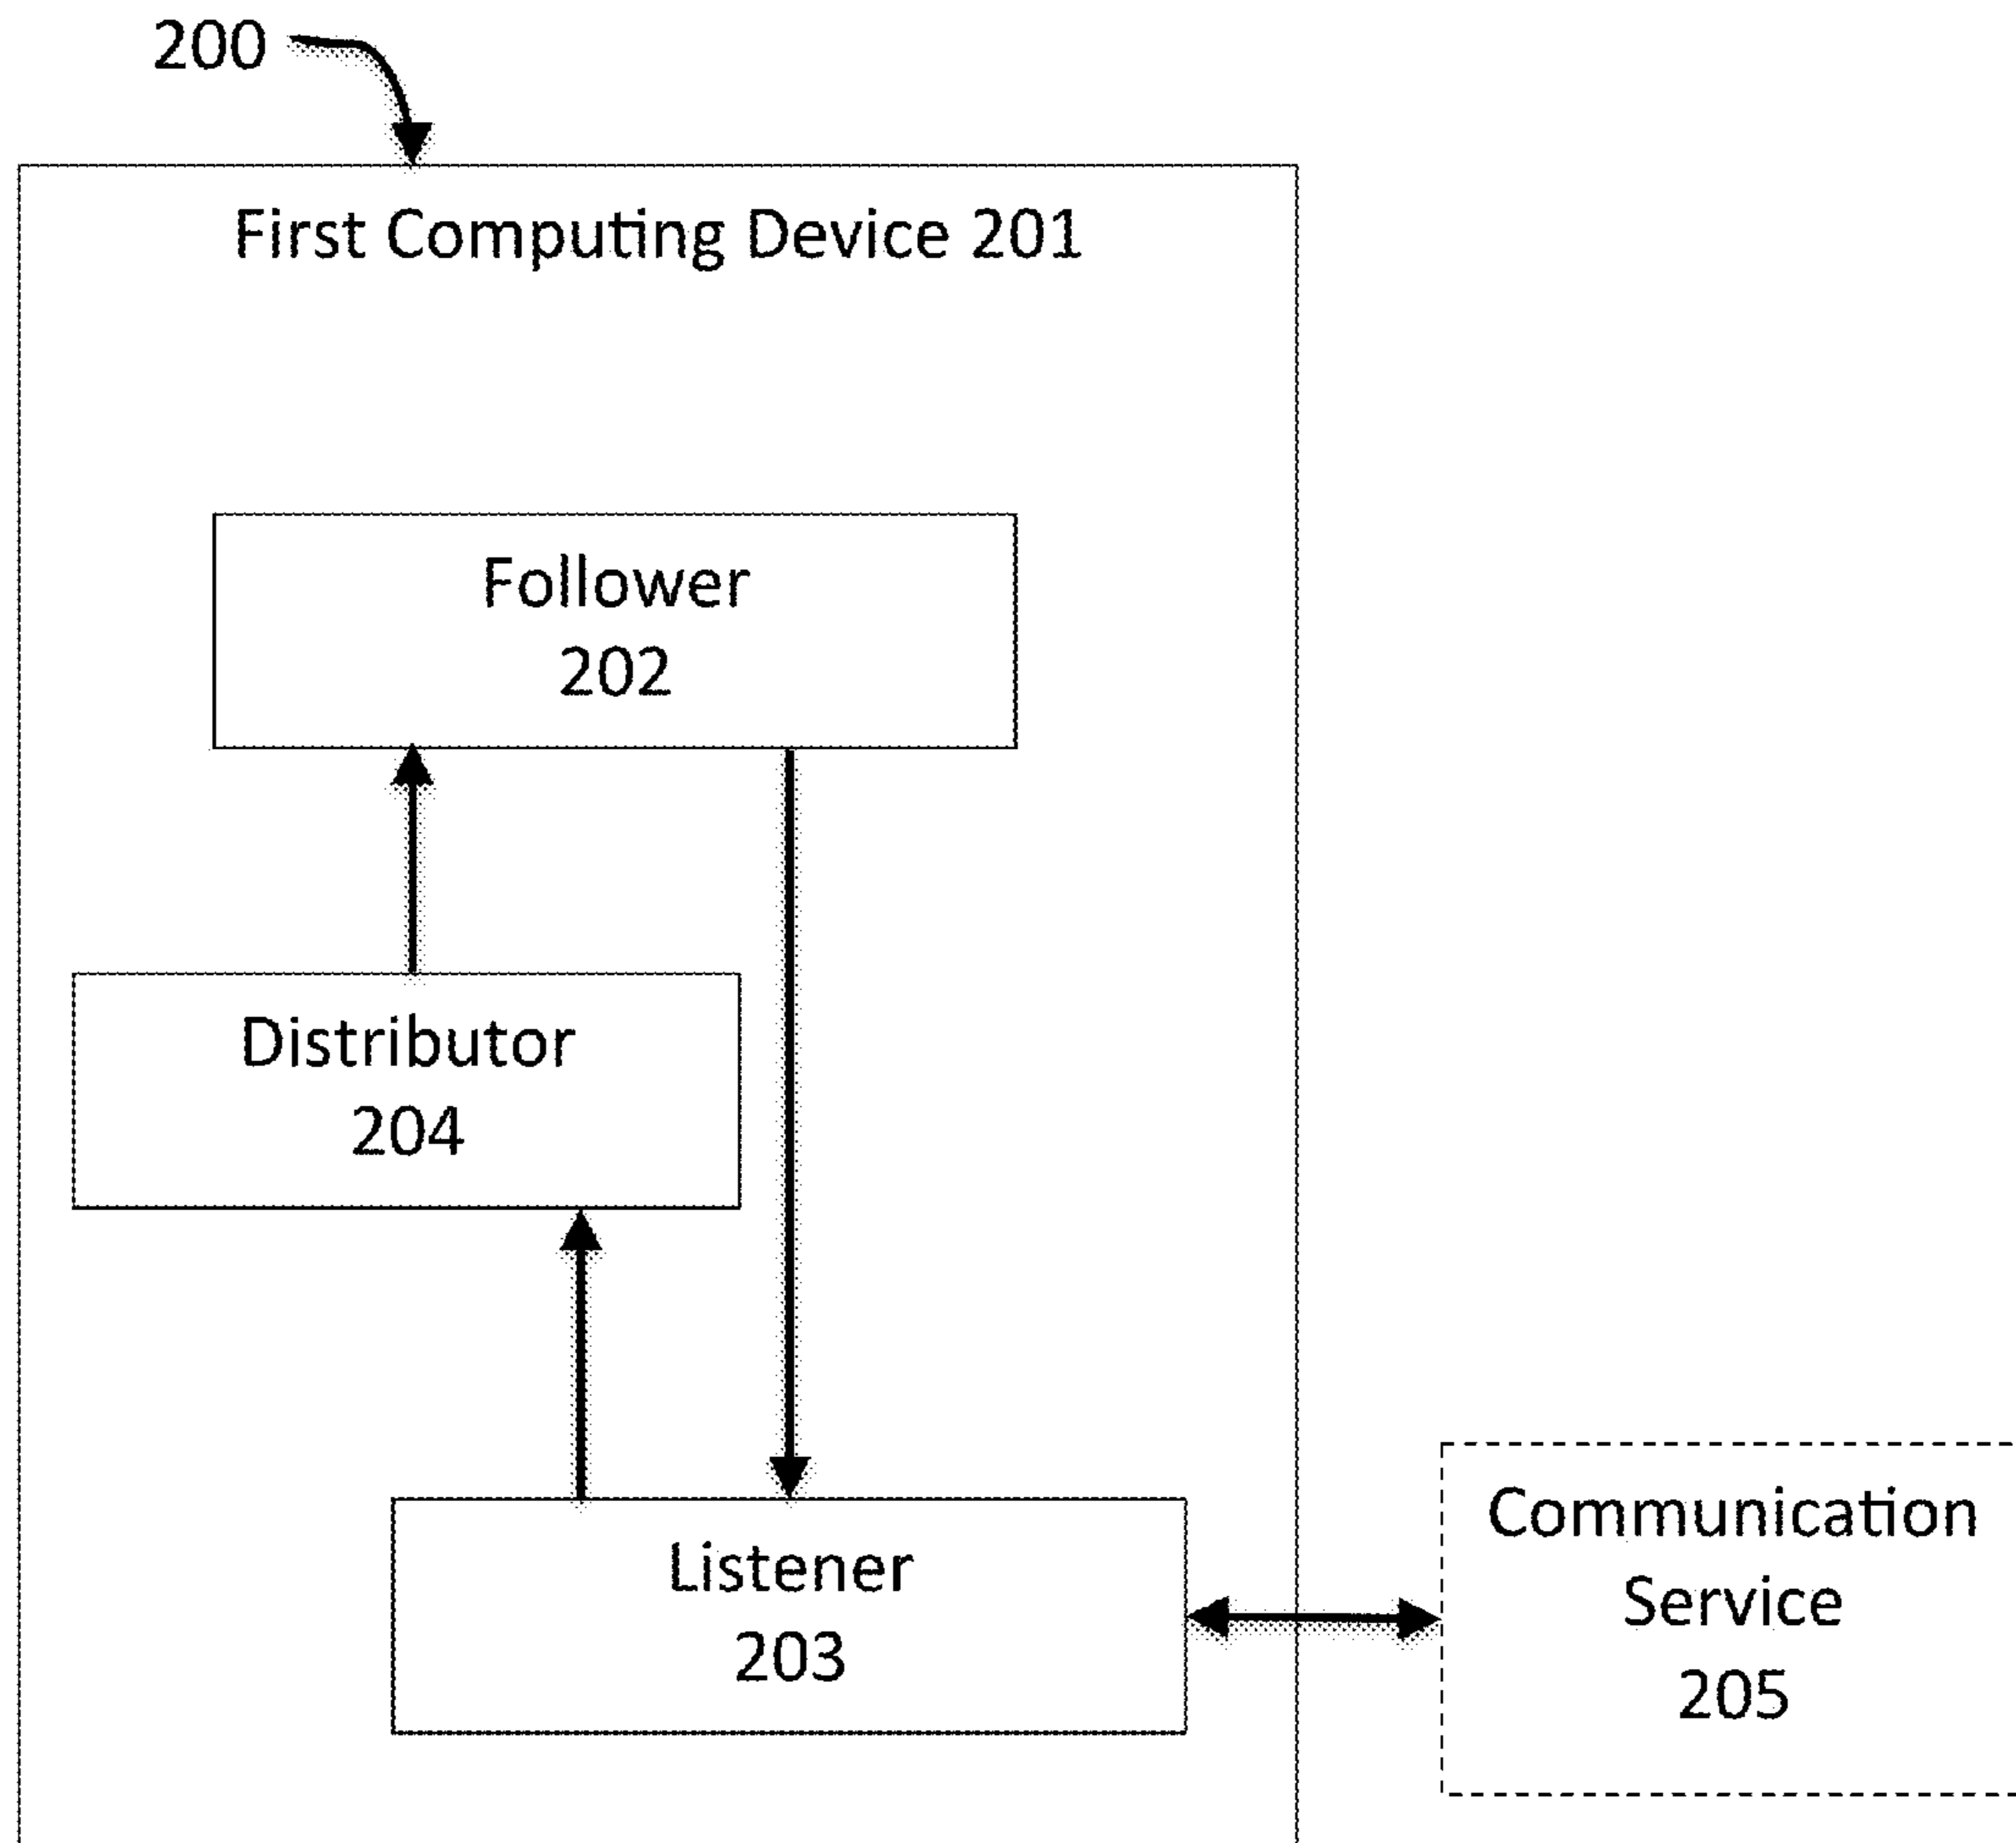 200
First Computing Device 201
Follower
202
Distributor
204
Listener
203
Communication
Service
205